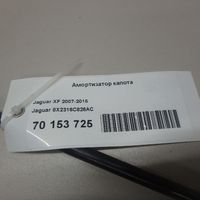 Амортизатор капота
Jaguar XF 2007-2015
Jaguar 8X2316C826AC
70 153 725